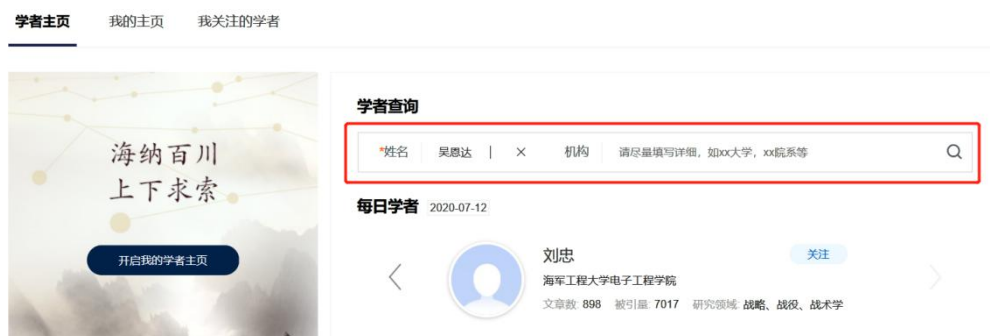 学者主页 我的主页 我关注的学者
海纳百川
上下求索
开启我的学者主页
学者查询
*姓名 吴恩达 | × 机构 请尽量填写详细，如xx大学，xx院系等
每日学者 2020-07-12
刘忠 关注
海军工程大学电子工程学院
文章数 898 被引量 7017 研究领域 战略、战役、战术学